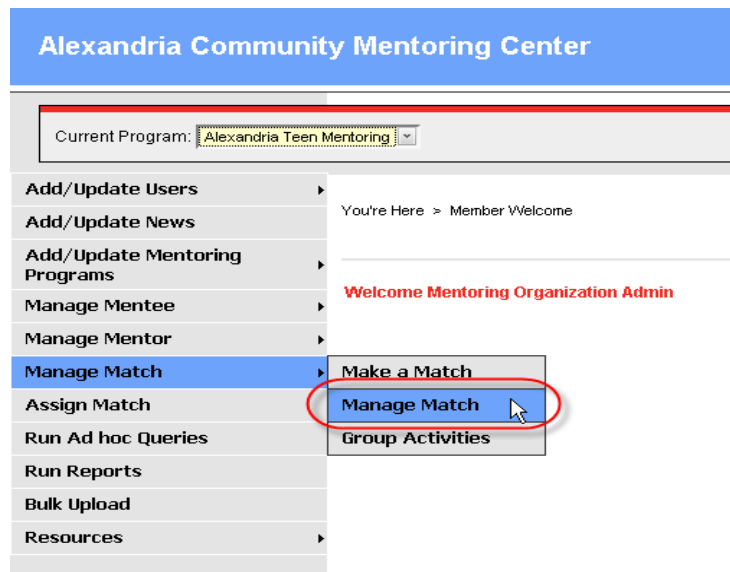 Alexandria Community Mentoring Center
Current Program: Alexandria Teen Mentoring
Add/Update Users
Add/Update News
Add/Update Mentoring
Programs
Manage Mentee
Manage Mentor
Manage Match
Assign Match
Run Ad hoc Queries
Run Reports
Bulk Upload
Resources
Make a Match
Manage Match
Group Activities
You're Here > Member Welcome
Welcome Mentoring Organization Admin